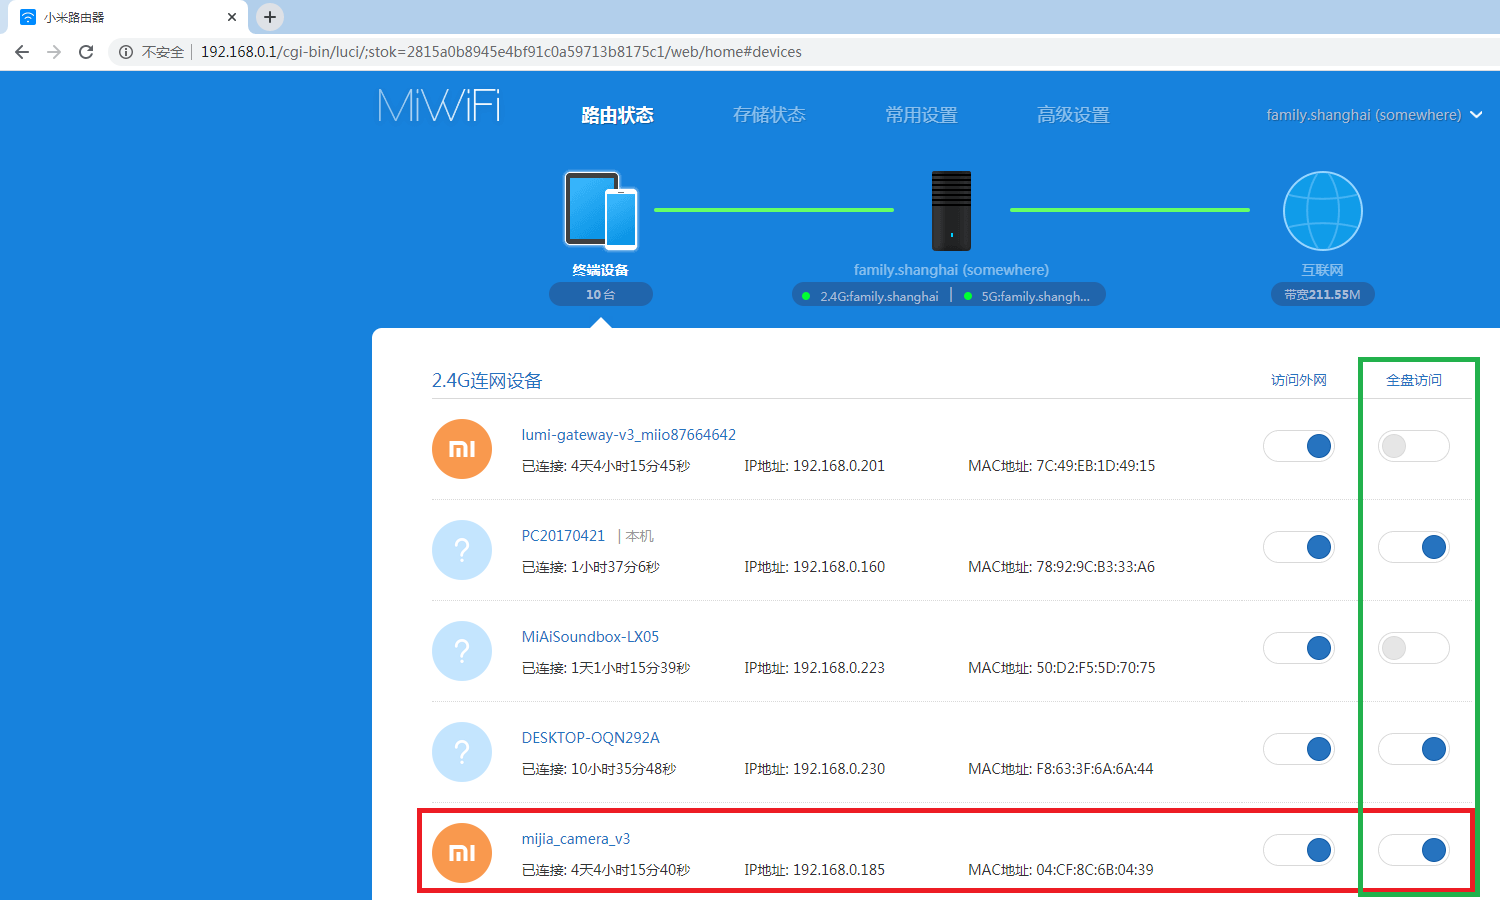 小米路由器
不安全 | 192.168.0.1/cgi-bin/luci/;stok=2815a0b8945e4bf91c0a59713b8175c1/web/home#devices
MiWiFi 路由状态 存储状态 常用设置 高级设置 family.shanghai (somewhere)
终端设备 family.shanghai (somewhere) 互联网
10台 2.4G:family.shanghai | 5G:family.shangh... 带宽211.55M
2.4G连网设备 访问外网 全盘访问
lumi-gateway-v3_miio87664642
已连接: 4天4小时15分45秒 IP地址: 192.168.0.201 MAC地址: 7C:49:EB:1D:49:15
PC20170421 | 本机
已连接: 1小时37分6秒 IP地址: 192.168.0.160 MAC地址: 78:92:9C:B3:33:A6
MiAiSoundbox-LX05
已连接: 1天1小时15分39秒 IP地址: 192.168.0.223 MAC地址: 50:D2:F5:5D:70:75
DESKTOP-OQN292A
已连接: 10小时35分48秒 IP地址: 192.168.0.230 MAC地址: F8:63:3F:6A:6A:44
mijia_camera_v3
已连接: 4天4小时15分40秒 IP地址: 192.168.0.185 MAC地址: 04:CF:8C:6B:04:39